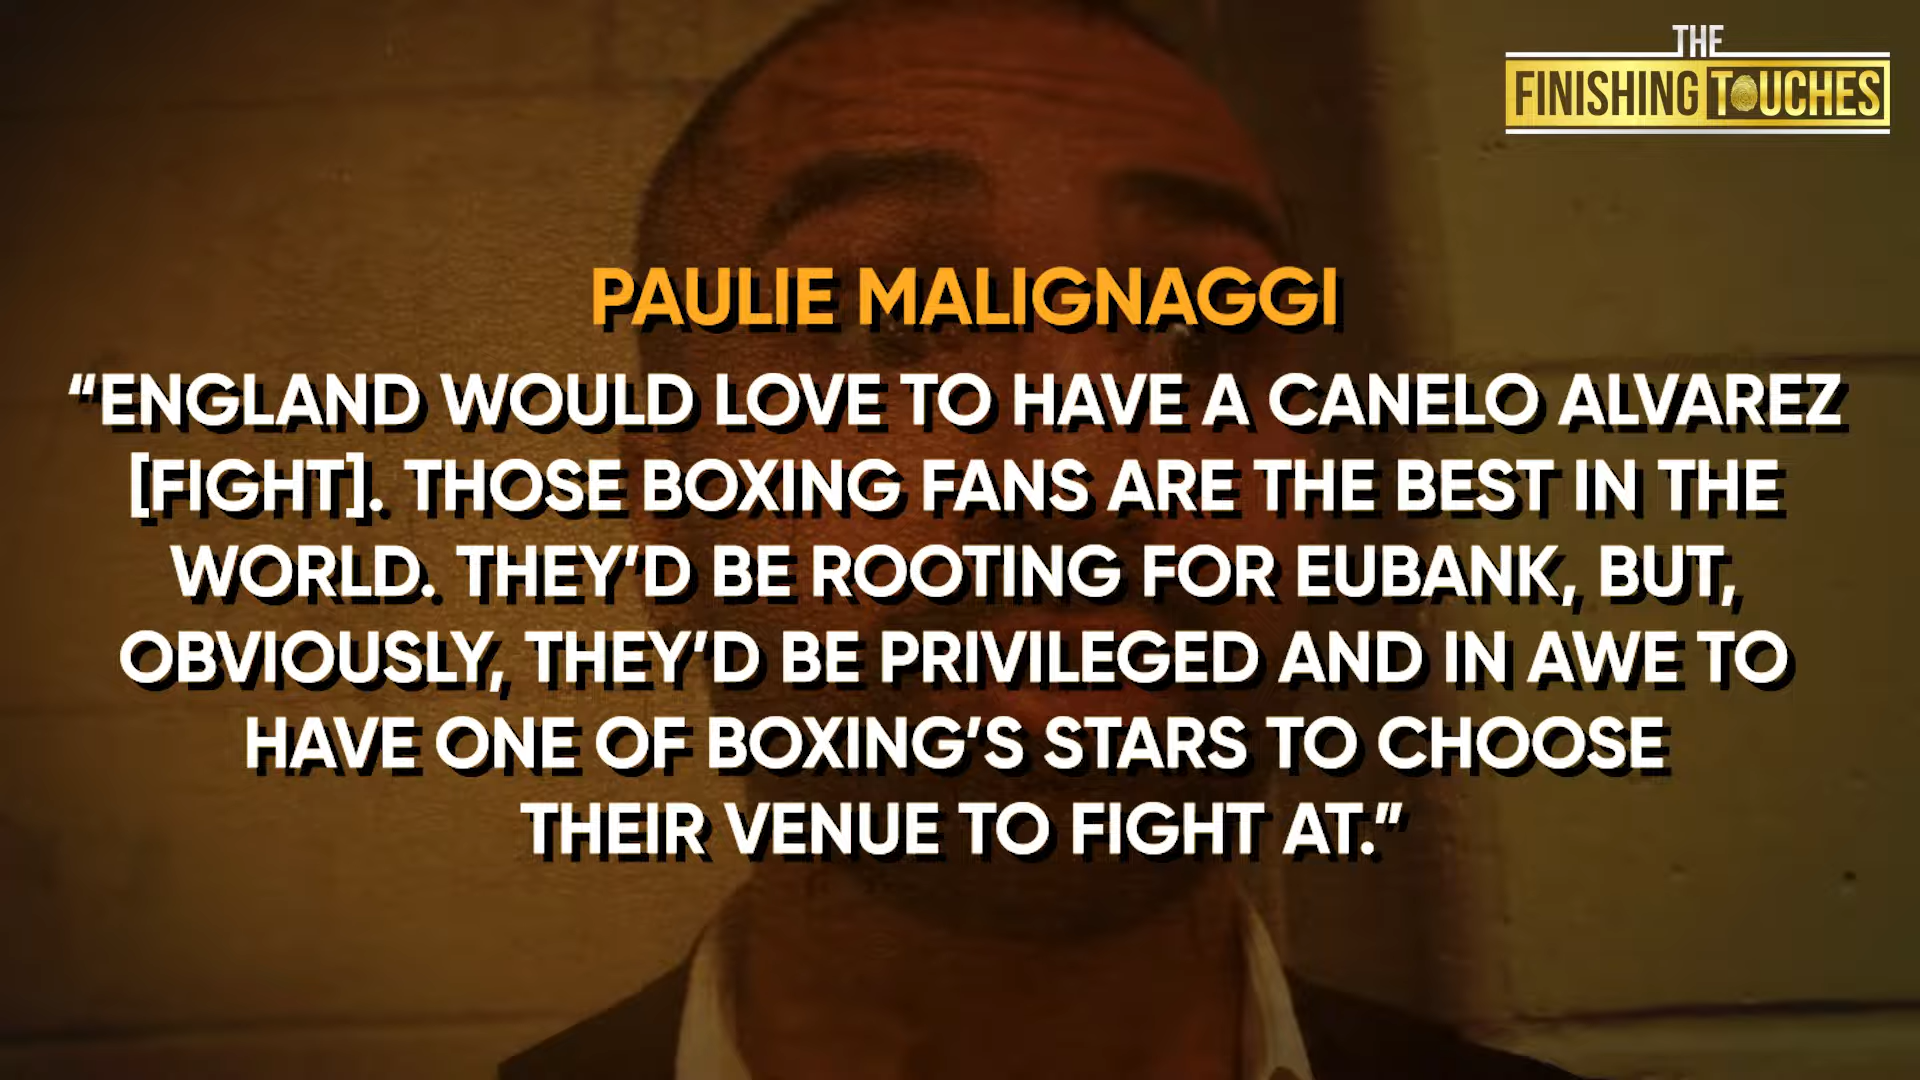 THE
FINISHING TOUCHES
PAULIE MALIGNAGGI
“ENGLAND WOULD LOVE TO HAVE A CANELO ALVAREZ
[FIGHT]. THOSE BOXING FANS ARE THE BEST IN THE
WORLD. THEY’D BE ROOTING FOR EUBANK, BUT,
OBVIOUSLY, THEY’D BE PRIVILEGED AND IN AWE TO
HAVE ONE OF BOXING’S STARS TO CHOOSE
THEIR VENUE TO FIGHT AT.”